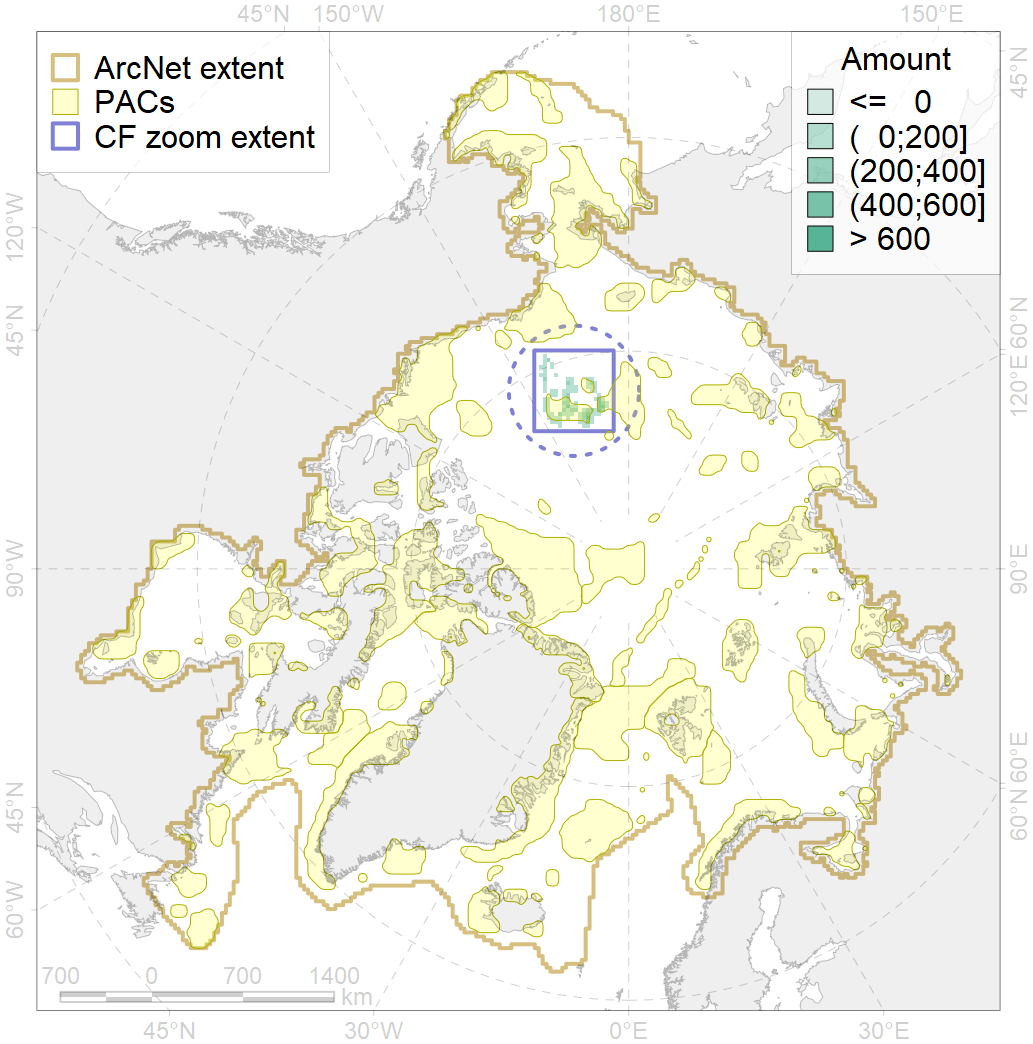 45°N 150°W 180°E 150°E
ArcNet extent
PACs
CF zoom extent
Amount
<= 0
( 0;200]
(200;400]
(400;600]
> 600
45°N
120°W
45°N
90°W
45°N
60°W
60°N
120°E
90°E
60°E
60°N
700 0 700 1400
km
45°N 30°W 0°E 30°E